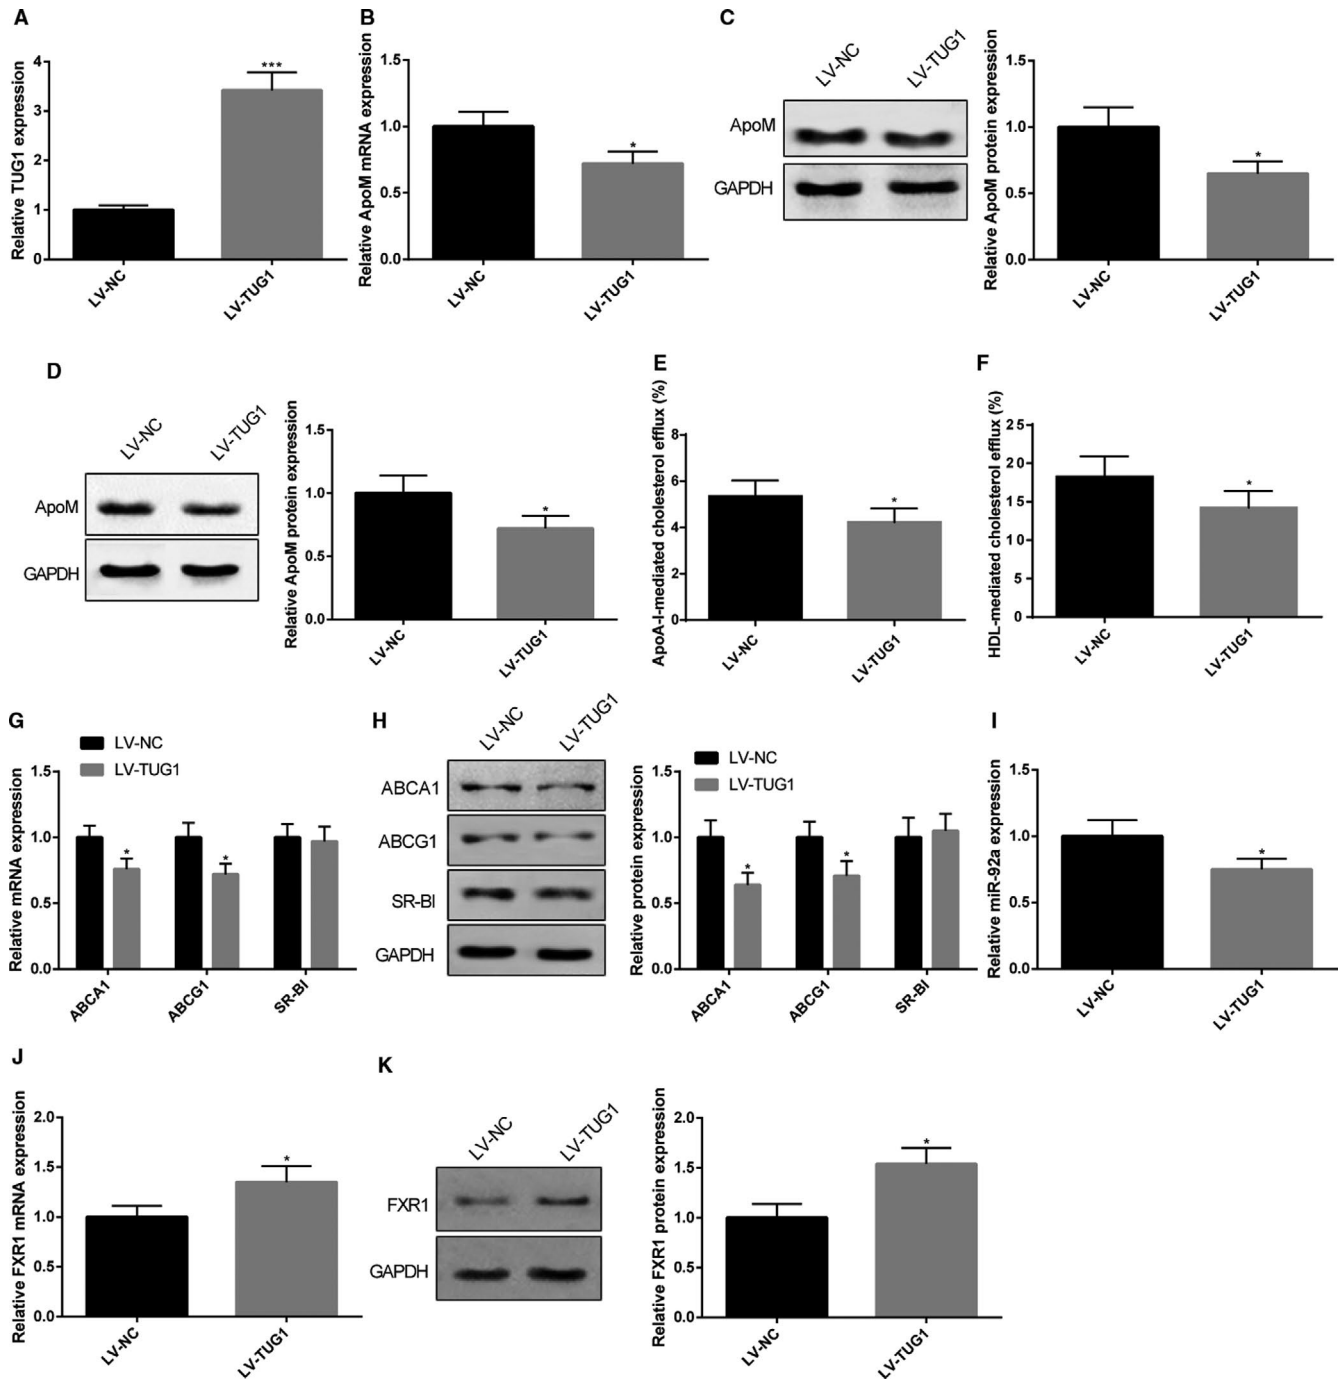 A
Relative TUG1 expression
4
3
2
1
0
***
LV-NC
LV-TUG1
B
Relative ApoM mRNA expression
1.5
1.0
0.5
0.0
*
LV-NC
LV-TUG1
C
LV-NC
LV-TUG1
ApoM
GAPDH
Relative ApoM protein expression
1.5
1.0
0.5
0.0
*
LV-NC
LV-TUG1
D
LV-NC
LV-TUG1
ApoM
GAPDH
Relative ApoM protein expression
1.5
1.0
0.5
0.0
*
LV-NC
LV-TUG1
E
ApoA-I-mediated cholesterol efflux (%)
8
6
4
2
0
*
LV-NC
LV-TUG1
F
HDL-mediated cholesterol efflux (%)
25
20
15
10
5
0
*
LV-NC
LV-TUG1
G
LV-NC
LV-TUG1
Relative mRNA expression
1.5
1.0
0.5
0.0
*
*
ABCA1
ABCG1
SR-BI
H
LV-NC
LV-TUG1
ABCA1
ABCG1
SR-BI
GAPDH
LV-NC
LV-TUG1
Relative protein expression
1.5
1.0
0.5
0.0
*
*
ABCA1
ABCG1
SR-BI
I
Relative miR-92a expression
1.5
1.0
0.5
0.0
*
LV-NC
LV-TUG1
J
Relative FXR1 mRNA expression
2.0
1.5
1.0
0.5
0.0
*
LV-NC
LV-TUG1
K
LV-NC
LV-TUG1
FXR1
GAPDH
Relative FXR1 protein expression
2.0
1.5
1.0
0.5
0.0
*
LV-NC
LV-TUG1